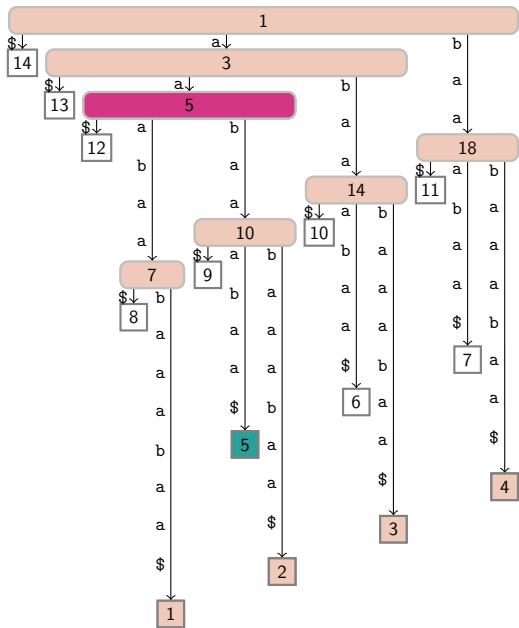 1
$ a b
14 3
$ a b a
13 5
$ a b a a
12 18
b a a $ a b
14 11
a a $ a b b a
10 10
a $ a b b a a a
7 9
$ b b a a a a a
8
a a a a a $ b
a a a $ b 7 a
a $ b 6 a a
b 5 a a $
a a $ 4
a $ 3
$ 2
1